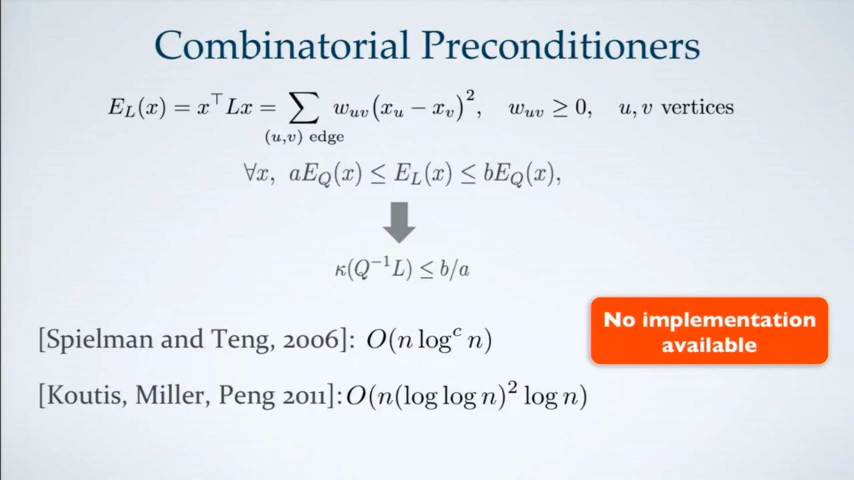 Combinatorial Preconditioners
E_L(x) = x^⊤Lx = ∑_{(u,v) edge} w_{uv}(x_u − x_v)^2, w_{uv} ≥ 0, u, v vertices
∀x, aE_Q(x) ≤ E_L(x) ≤ bE_Q(x),
κ(Q^{−1}L) ≤ b/a
No implementation
available
[Spielman and Teng, 2006]: O(n log^c n)
[Koutis, Miller, Peng 2011]: O(n(log log n)^2 log n)